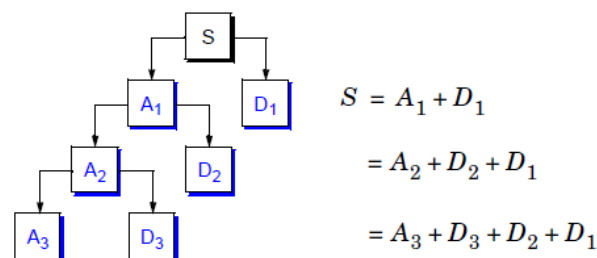 S
A₁ D₁
A₂ D₂
A₃ D₃
S = A₁ + D₁
= A₂ + D₂ + D₁
= A₃ + D₃ + D₂ + D₁